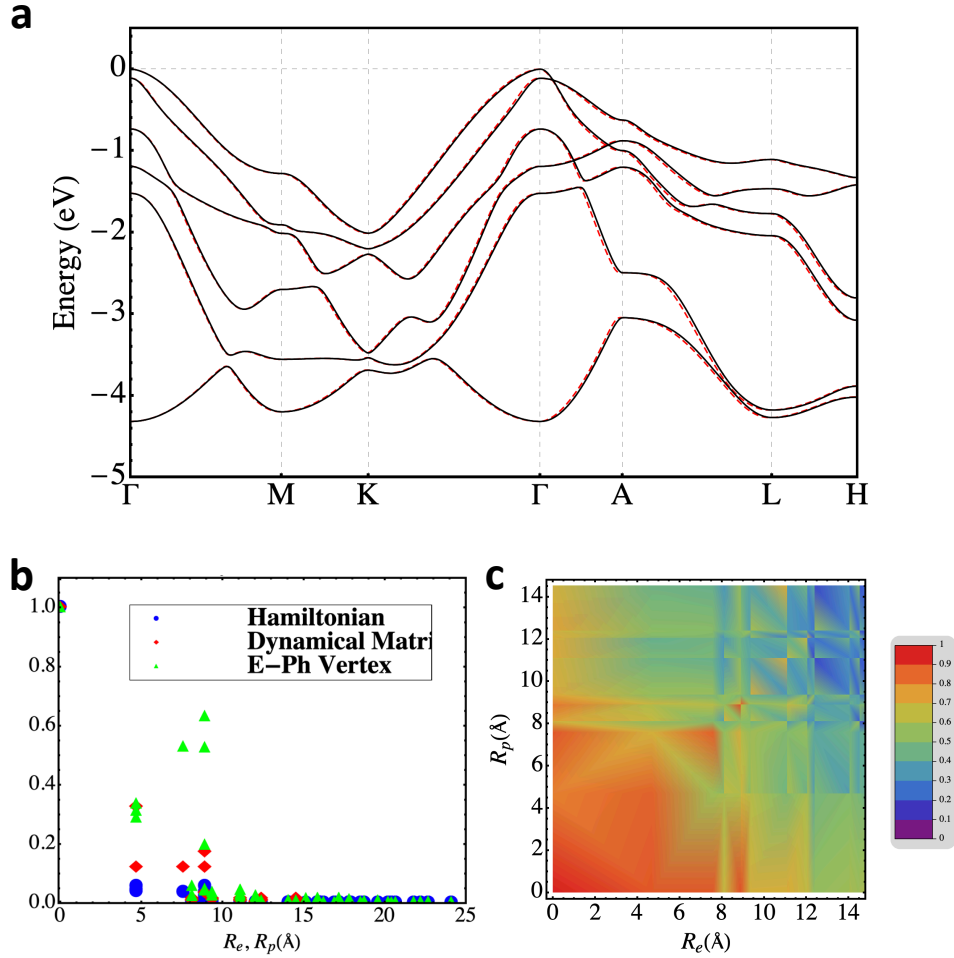 a
0
−1
−2
−3
−4
−5
Energy (eV)
Γ M K Γ A L H
b
1.0
0.8
0.6
0.4
0.2
0.0
Hamiltonian
Dynamical Matri
E−Ph Vertex
0 5 10 15 20 25
Re, Rp(Å)
c
14
12
10
8
6
4
2
0
Rp(Å)
0 2 4 6 8 10 12 14
Re(Å)
1
0.9
0.8
0.7
0.6
0.5
0.4
0.3
0.2
0.1
0